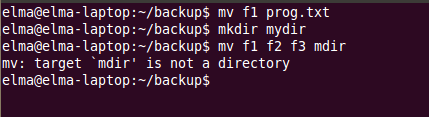 elma@elma-laptop:~/backup$ mv f1 prog.txt
elma@elma-laptop:~/backup$ mkdir mydir
elma@elma-laptop:~/backup$ mv f1 f2 f3 mdir
mv: target `mdir' is not a directory
elma@elma-laptop:~/backup$